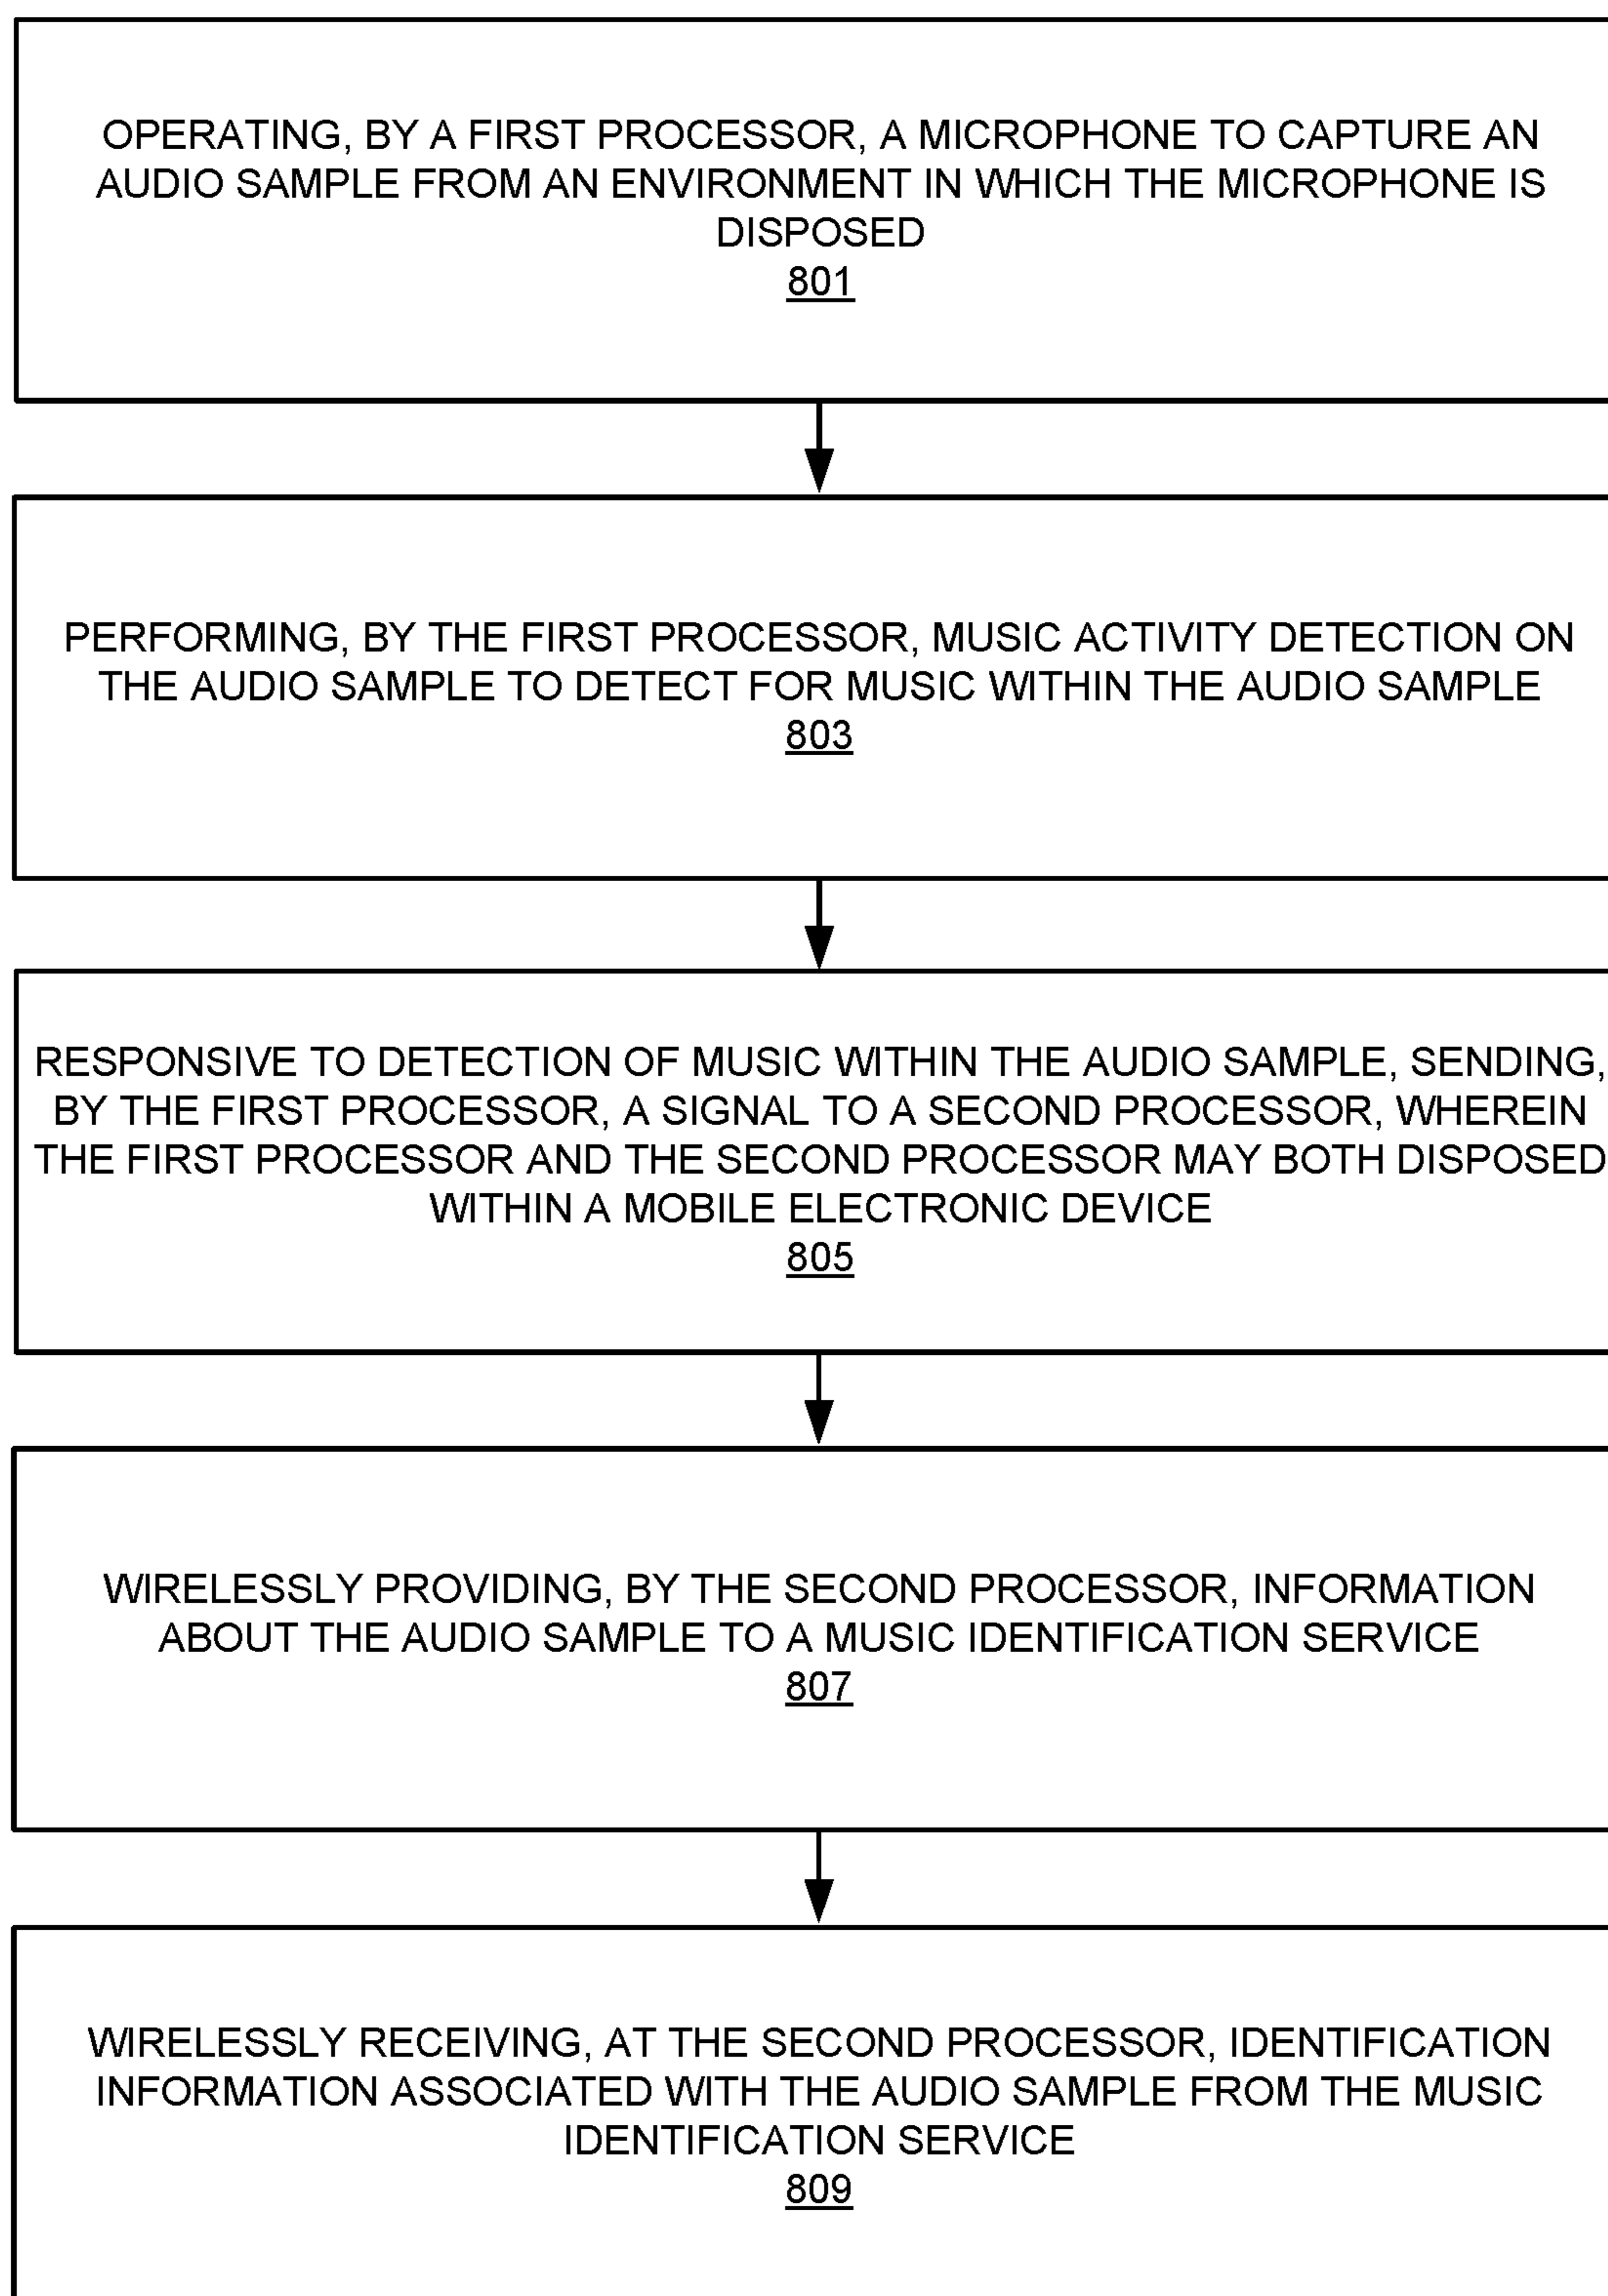 OPERATING, BY A FIRST PROCESSOR, A MICROPHONE TO CAPTURE AN
AUDIO SAMPLE FROM AN ENVIRONMENT IN WHICH THE MICROPHONE IS
DISPOSED
801
PERFORMING, BY THE FIRST PROCESSOR, MUSIC ACTIVITY DETECTION ON
THE AUDIO SAMPLE TO DETECT FOR MUSIC WITHIN THE AUDIO SAMPLE
803
RESPONSIVE TO DETECTION OF MUSIC WITHIN THE AUDIO SAMPLE, SENDING,
BY THE FIRST PROCESSOR, A SIGNAL TO A SECOND PROCESSOR, WHEREIN
THE FIRST PROCESSOR AND THE SECOND PROCESSOR MAY BOTH DISPOSED
WITHIN A MOBILE ELECTRONIC DEVICE
805
WIRELESSLY PROVIDING, BY THE SECOND PROCESSOR, INFORMATION
ABOUT THE AUDIO SAMPLE TO A MUSIC IDENTIFICATION SERVICE
807
WIRELESSLY RECEIVING, AT THE SECOND PROCESSOR, IDENTIFICATION
INFORMATION ASSOCIATED WITH THE AUDIO SAMPLE FROM THE MUSIC
IDENTIFICATION SERVICE
809